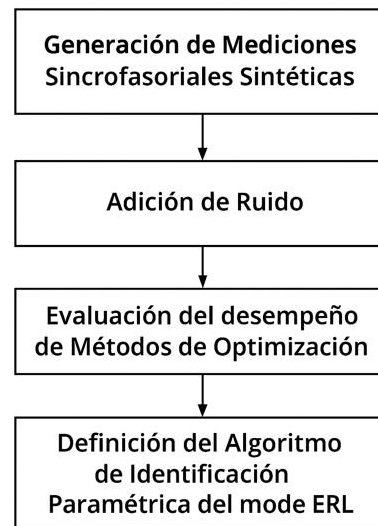 Generación de Mediciones
Sincrofasoriales Sintéticas
Adición de Ruido
Evaluación del desempeño
de Métodos de Optimización
Definición del Algoritmo
de Identificación
Paramétrica del mode ERL